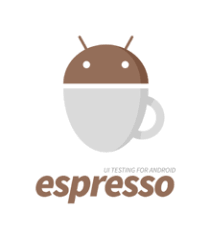 UI TESTING FOR ANDROID
espresso